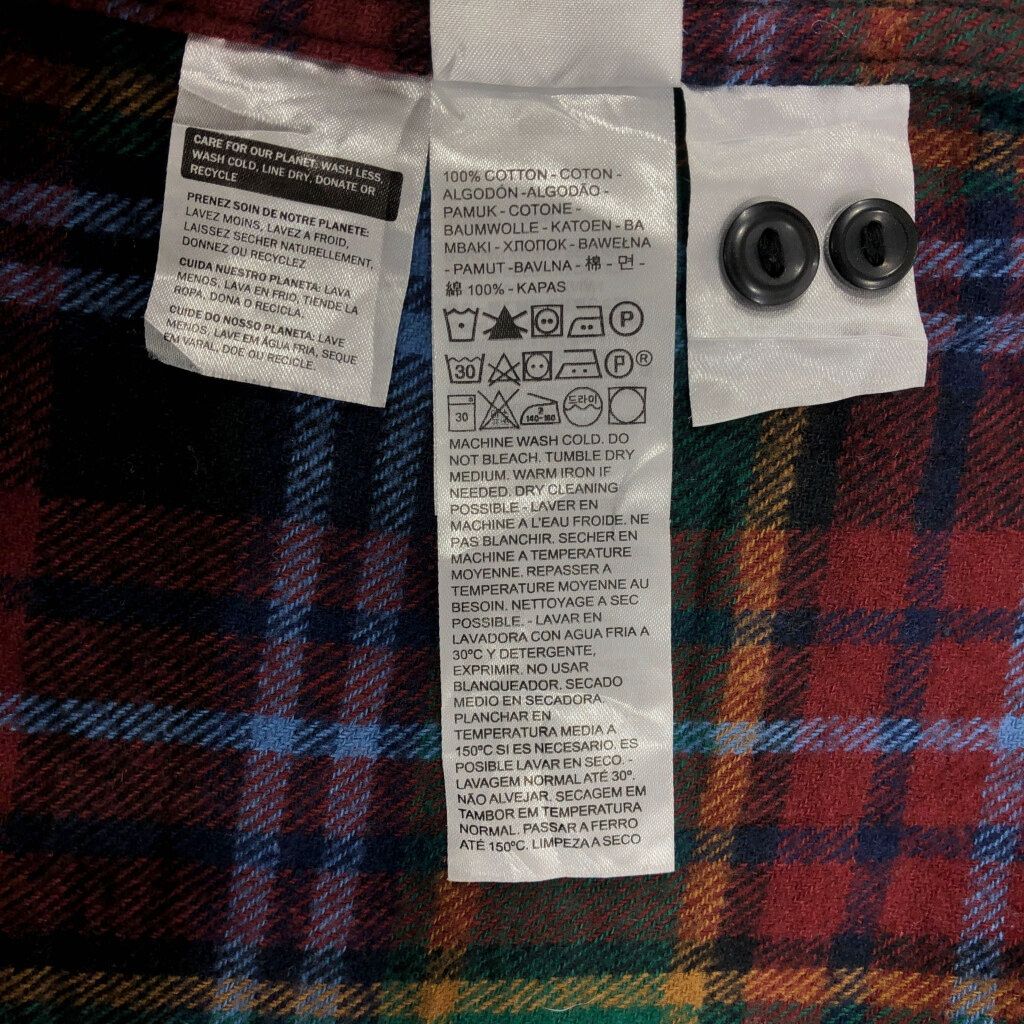 CARE FOR OUR PLANET: WASH LESS,
WASH COLD, LINE DRY, DONATE OR
RECYCLE
PRENEZ SOIN DE NOTRE PLANETE:
LAVEZ MOINS, LAVEZ A FROID,
LAISSEZ SECHER NATURELLEMENT,
DONNEZ OU RECYCLEZ
CUIDA NUESTRO PLANETA: LAVA
MENOS, LAVA EN FRIO, TIENDE LA
ROPA, DONA O RECICLA.
CUIDE DO NOSSO PLANETA: LAVE
MENOS, LAVE EM ÁGUA FRIA, SEQUE
EM VARAL, DOE OU RECICLE.
100% COTTON - COTON -
ALGODÓN -ALGODÃO -
PAMUK - COTONE -
BAUMWOLLE - KATOEN - BA
MBAKI - ХЛОПОК - BAWEŁNA
- PAMUT -BAVLNA - 棉 - 면 -
綿 100% - KAPAS
P
30 P ®
30 140-160 드라이
MACHINE WASH COLD. DO
NOT BLEACH. TUMBLE DRY
MEDIUM. WARM IRON IF
NEEDED. DRY CLEANING
POSSIBLE - LAVER EN
MACHINE A L'EAU FROIDE. NE
PAS BLANCHIR. SECHER EN
MACHINE A TEMPERATURE
MOYENNE. REPASSER A
TEMPERATURE MOYENNE AU
BESOIN. NETTOYAGE A SEC
POSSIBLE. - LAVAR EN
LAVADORA CON AGUA FRIA A
30ºC Y DETERGENTE,
EXPRIMIR. NO USAR
BLANQUEADOR. SECADO
MEDIO EN SECADORA.
PLANCHAR EN
TEMPERATURA MEDIA A
150ºC SI ES NECESARIO. ES
POSIBLE LAVAR EN SECO. -
LAVAGEM NORMAL ATÉ 30º.
NÃO ALVEJAR. SECAGEM EM
TAMBOR EM TEMPERATURA
NORMAL. PASSAR A FERRO
ATÉ 150ºC. LIMPEZA A SECO